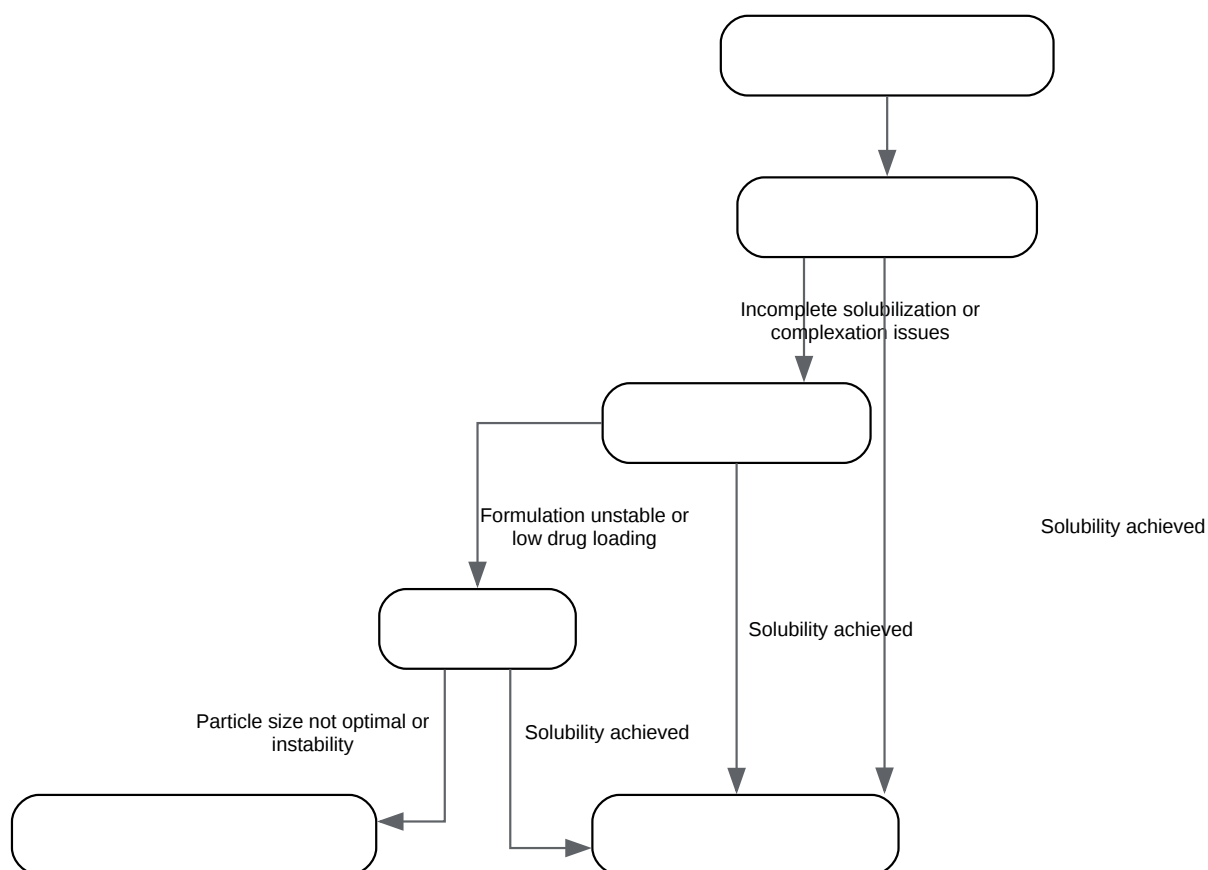 Incomplete solubilization or
complexation issues
Formulation unstable or
low drug loading
Solubility achieved
Solubility achieved
Particle size not optimal or
instability
Solubility achieved